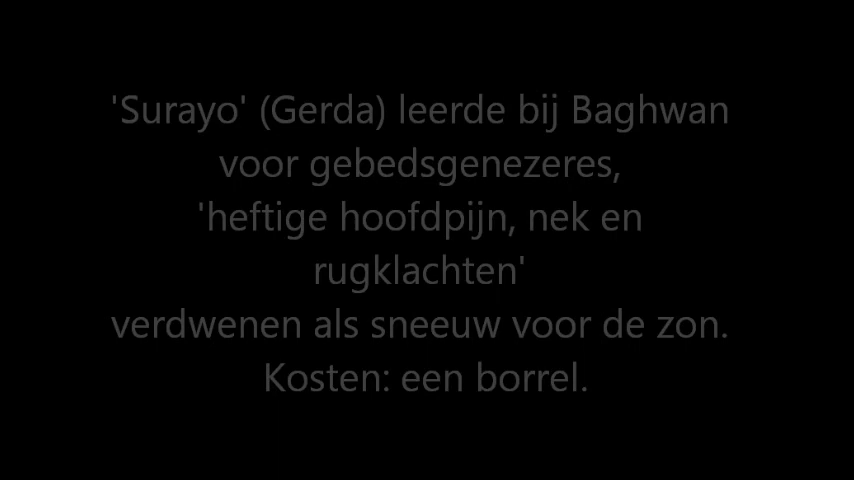 'Surayo' (Gerda) leerde bij Baghwan
voor gebedsgenezeres,
'heftige hoofdpijn, nek en
rugklachten'
verdwenen als sneeuw voor de zon.
Kosten: een borrel.